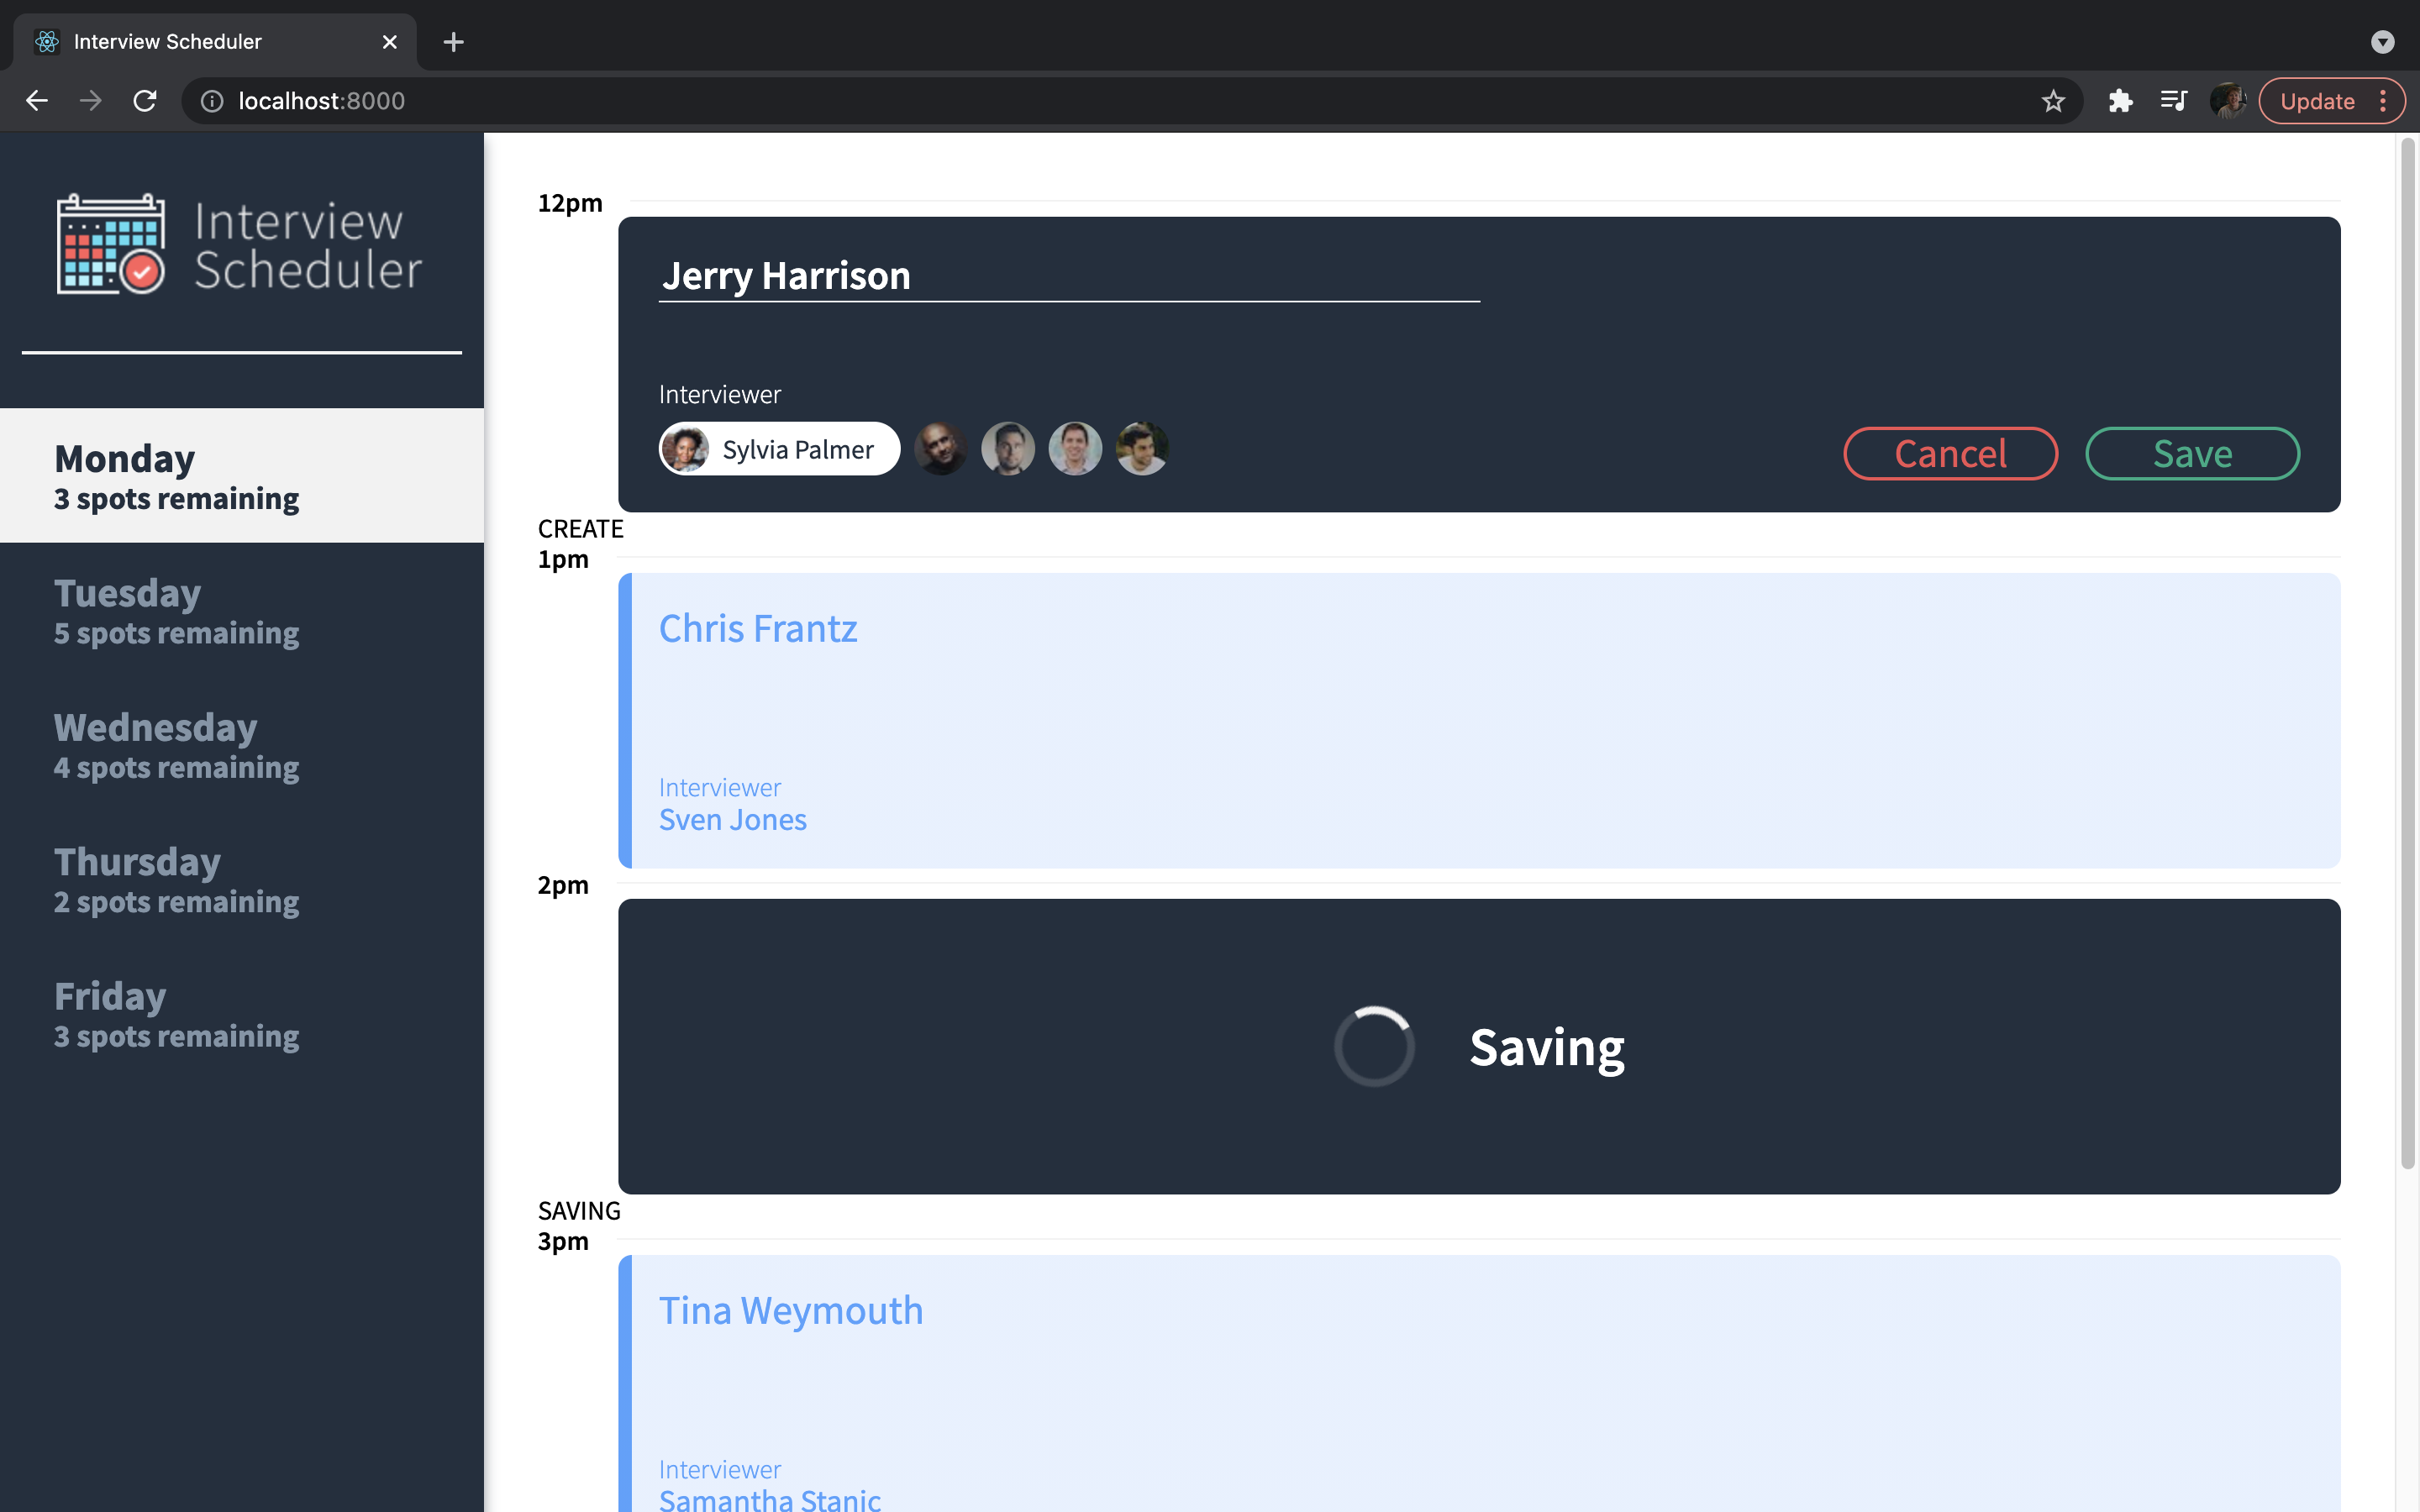 Interview Scheduler
localhost:8000
Update
Interview
Scheduler
Monday
3 spots remaining
Tuesday
5 spots remaining
Wednesday
4 spots remaining
Thursday
2 spots remaining
Friday
3 spots remaining
12pm
Jerry Harrison
Interviewer
Sylvia Palmer
Cancel
Save
CREATE
1pm
Chris Frantz
Interviewer
Sven Jones
2pm
Saving
SAVING
3pm
Tina Weymouth
Interviewer
Samantha Stanic